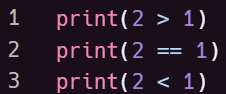 1 print(2 > 1)
2 print(2 == 1)
3 print(2 < 1)